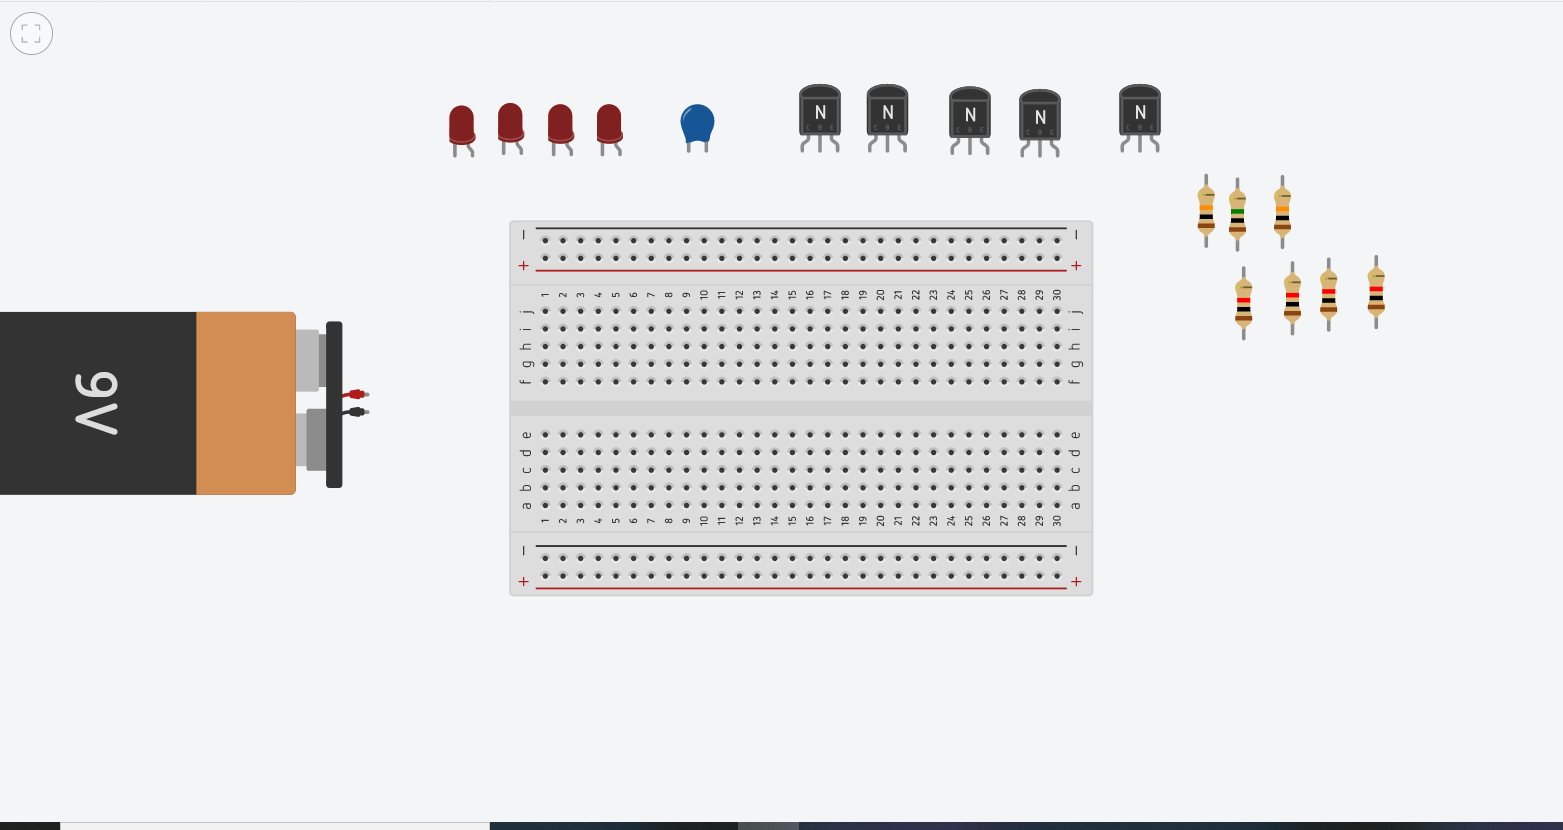 N N N N N
C B E C B E C B E C B E C B E
− −
+ +
1 2 3 4 5 6 7 8 9 10 11 12 13 14 15 16 17 18 19 20 21 22 23 24 25 26 27 28 29 30
j j
i i
h h
g g
f f
9V
e e
d d
c c
b b
a a
1 2 3 4 5 6 7 8 9 10 11 12 13 14 15 16 17 18 19 20 21 22 23 24 25 26 27 28 29 30
− −
+ +